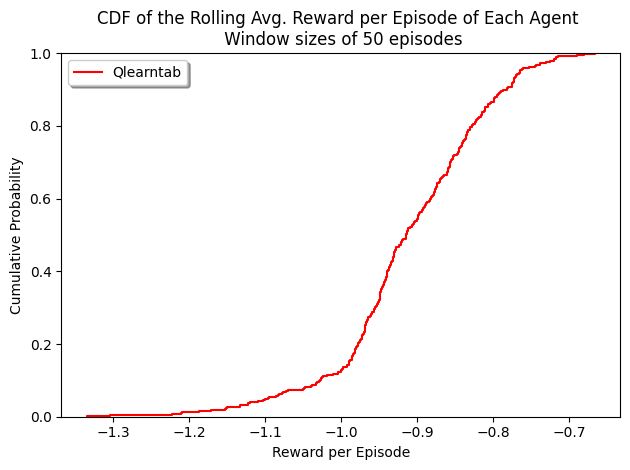 CDF of the Rolling Avg. Reward per Episode of Each Agent
Window sizes of 50 episodes
Qlearntab
1.0
0.8
0.6
0.4
0.2
0.0
Cumulative Probability
−1.3
−1.2
−1.1
−1.0
−0.9
−0.8
−0.7
Reward per Episode